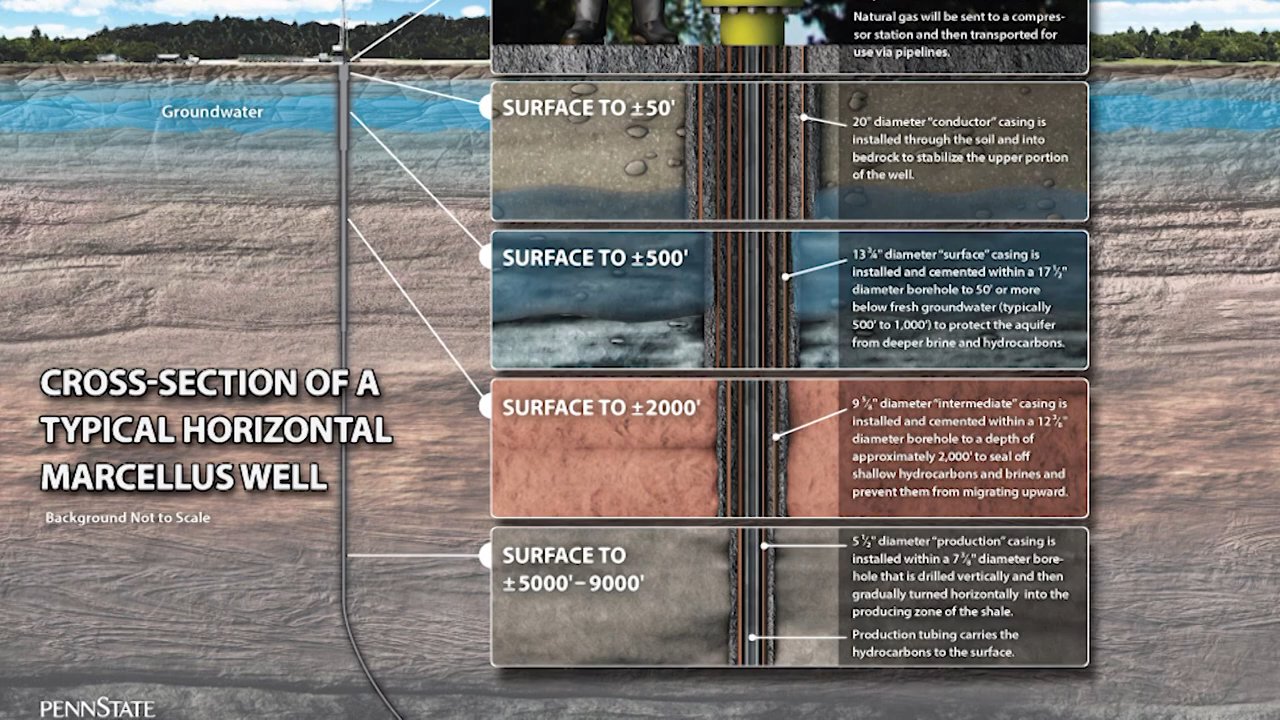 Natural gas will be sent to a compres-
sor station and then transported for
use via pipelines.
Groundwater
SURFACE TO ±50'
20" diameter "conductor" casing is
installed through the soil and into
bedrock to stabilize the upper portion
of the well.
SURFACE TO ±500'
13 ¾" diameter "surface" casing is
installed and cemented within a 17 ½"
diameter borehole to 50' or more
below fresh groundwater (typically
500' to 1,000') to protect the aquifer
from deeper brine and hydrocarbons.
CROSS-SECTION OF A
TYPICAL HORIZONTAL
MARCELLUS WELL
Background Not to Scale
SURFACE TO ±2000'
9 ⅝" diameter "intermediate" casing is
installed and cemented within a 12 ⅜"
diameter borehole to a depth of
approximately 2,000' to seal off
shallow hydrocarbons and brines and
prevent them from migrating upward.
SURFACE TO
±5000'–9000'
5 ½" diameter "production" casing is
installed within a 7 ⅞" diameter bore-
hole that is drilled vertically and then
gradually turned horizontally into the
producing zone of the shale.
Production tubing carries the
hydrocarbons to the surface.
PENNSTATE